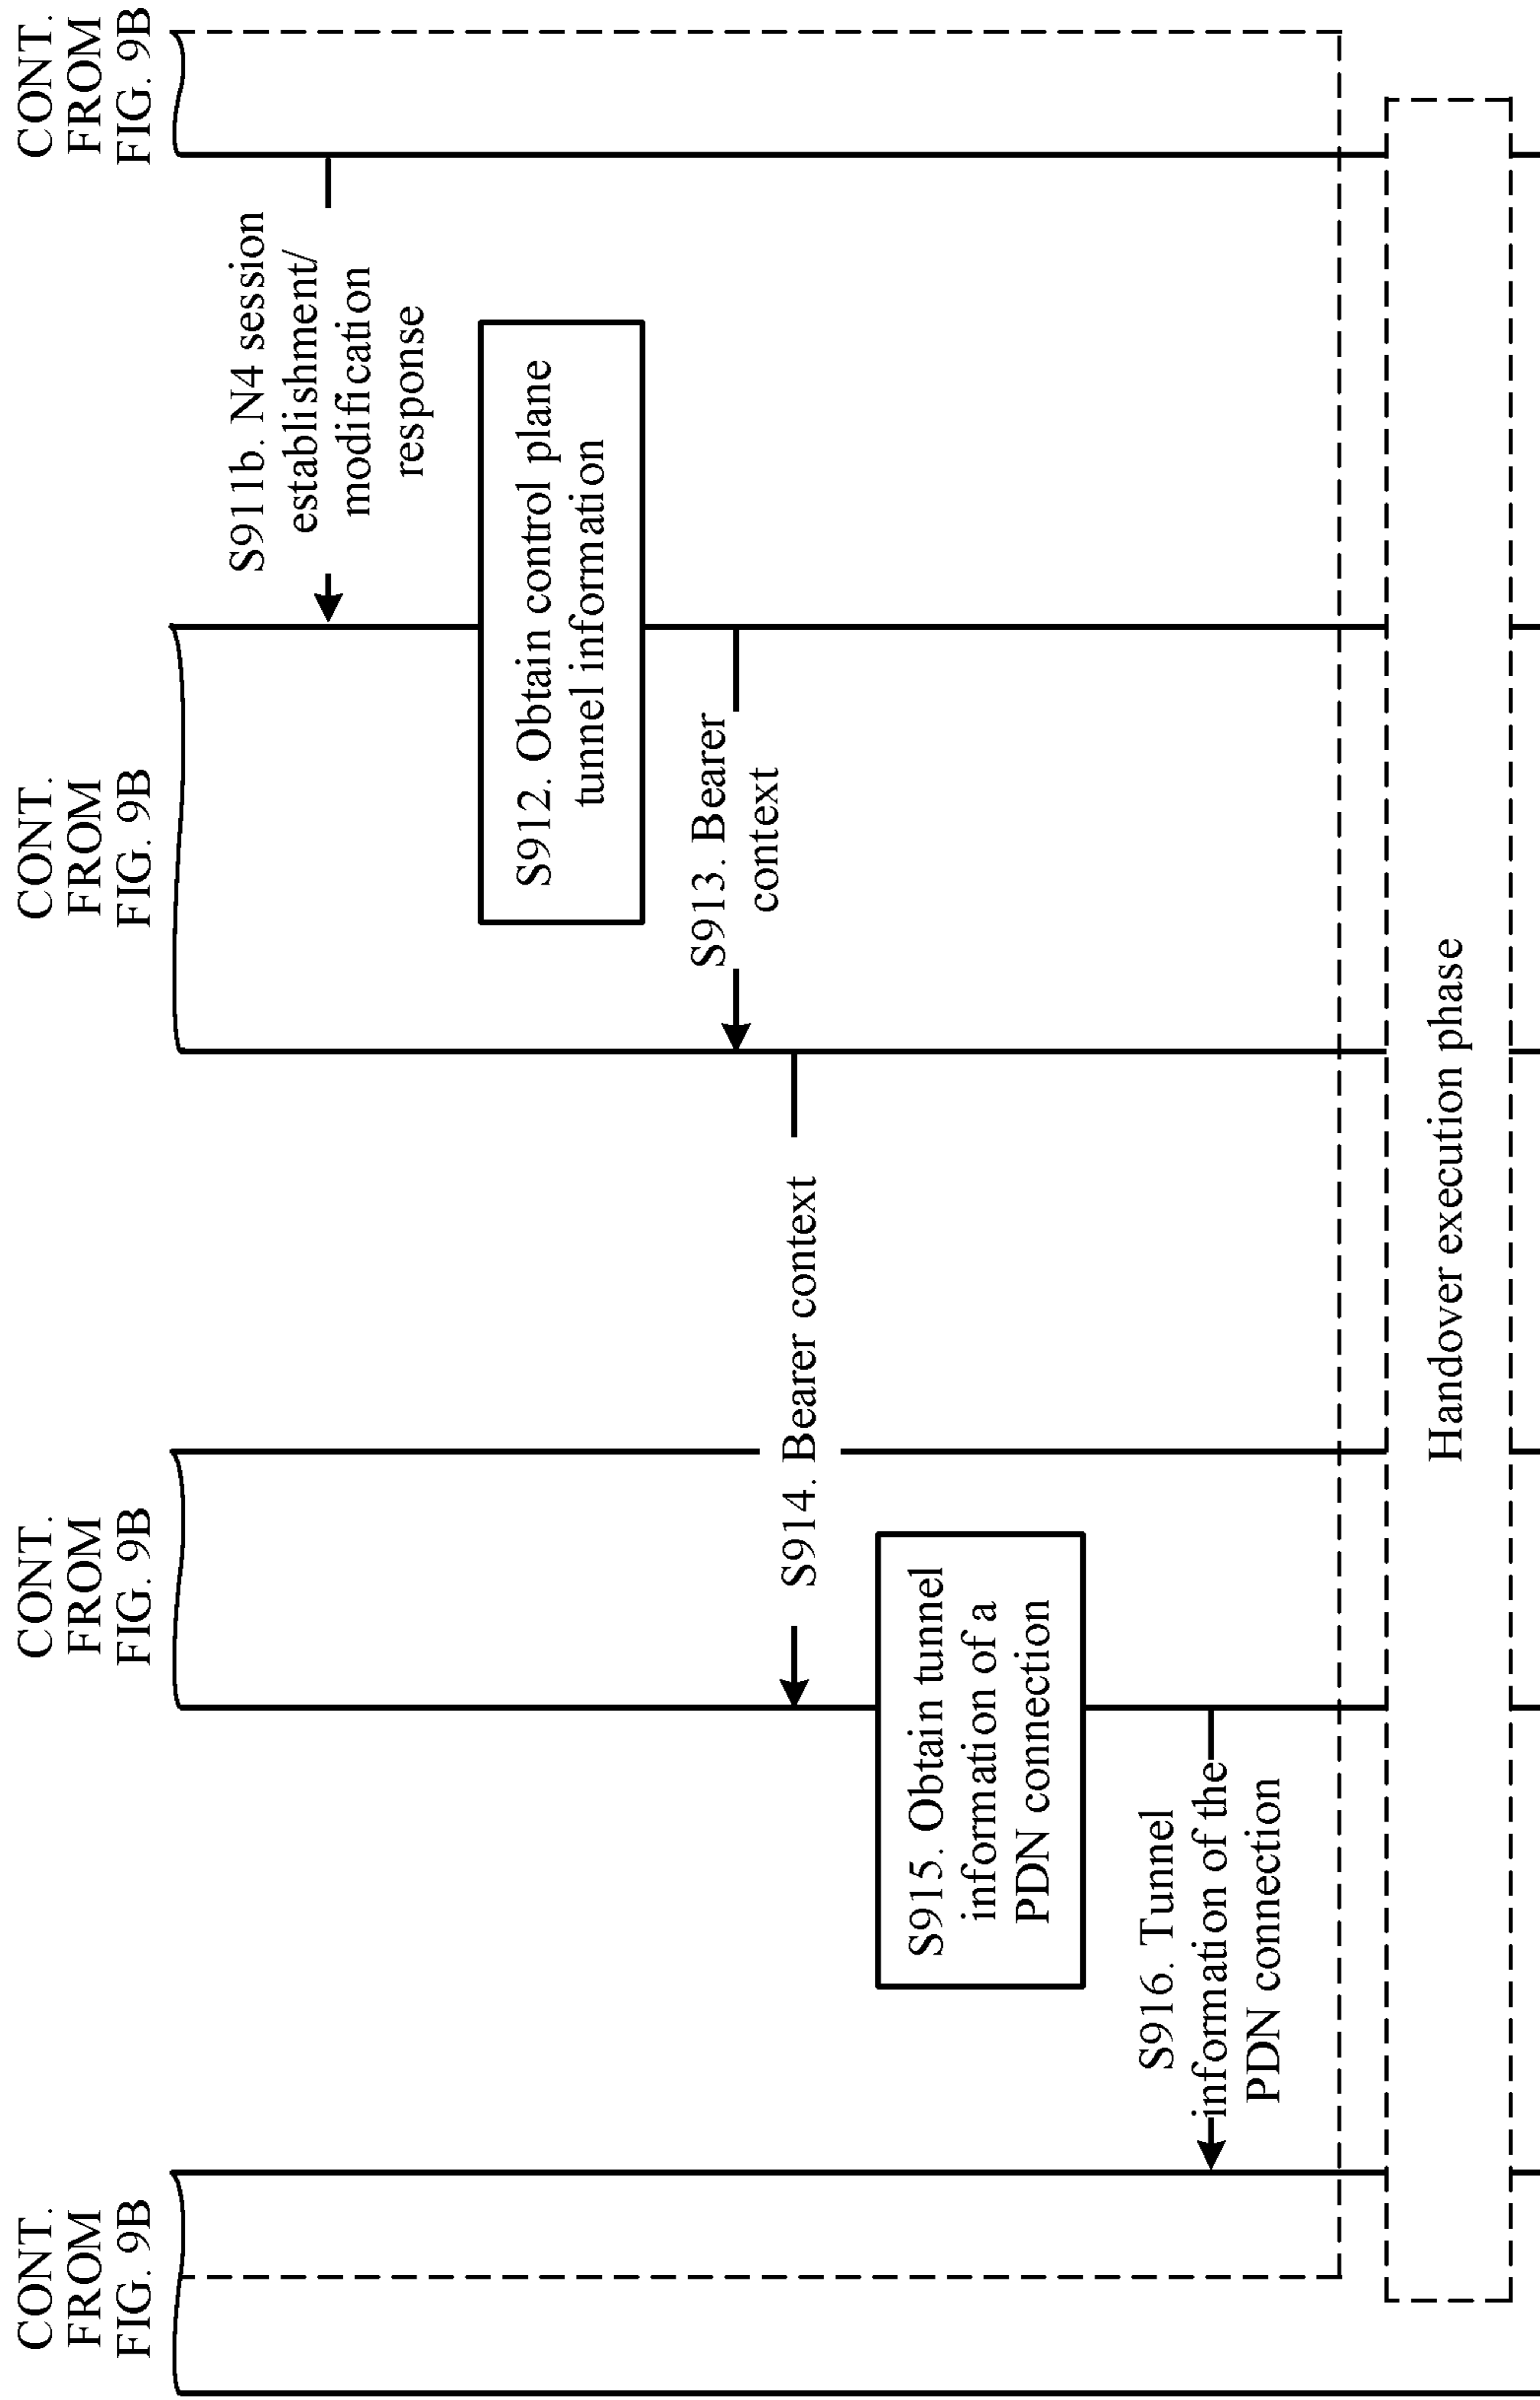 CONT.
FROM
FIG. 9B
CONT.
FROM
FIG. 9B
CONT.
FROM
FIG. 9B
CONT.
FROM
FIG. 9B
S911b. N4 session
establishment/
modification
response
S912. Obtain control plane
tunnel information
S913. Bearer
context
S914. Bearer context
S915. Obtain tunnel
information of a
PDN connection
S916. Tunnel
information of the
PDN connection
Handover execution phase